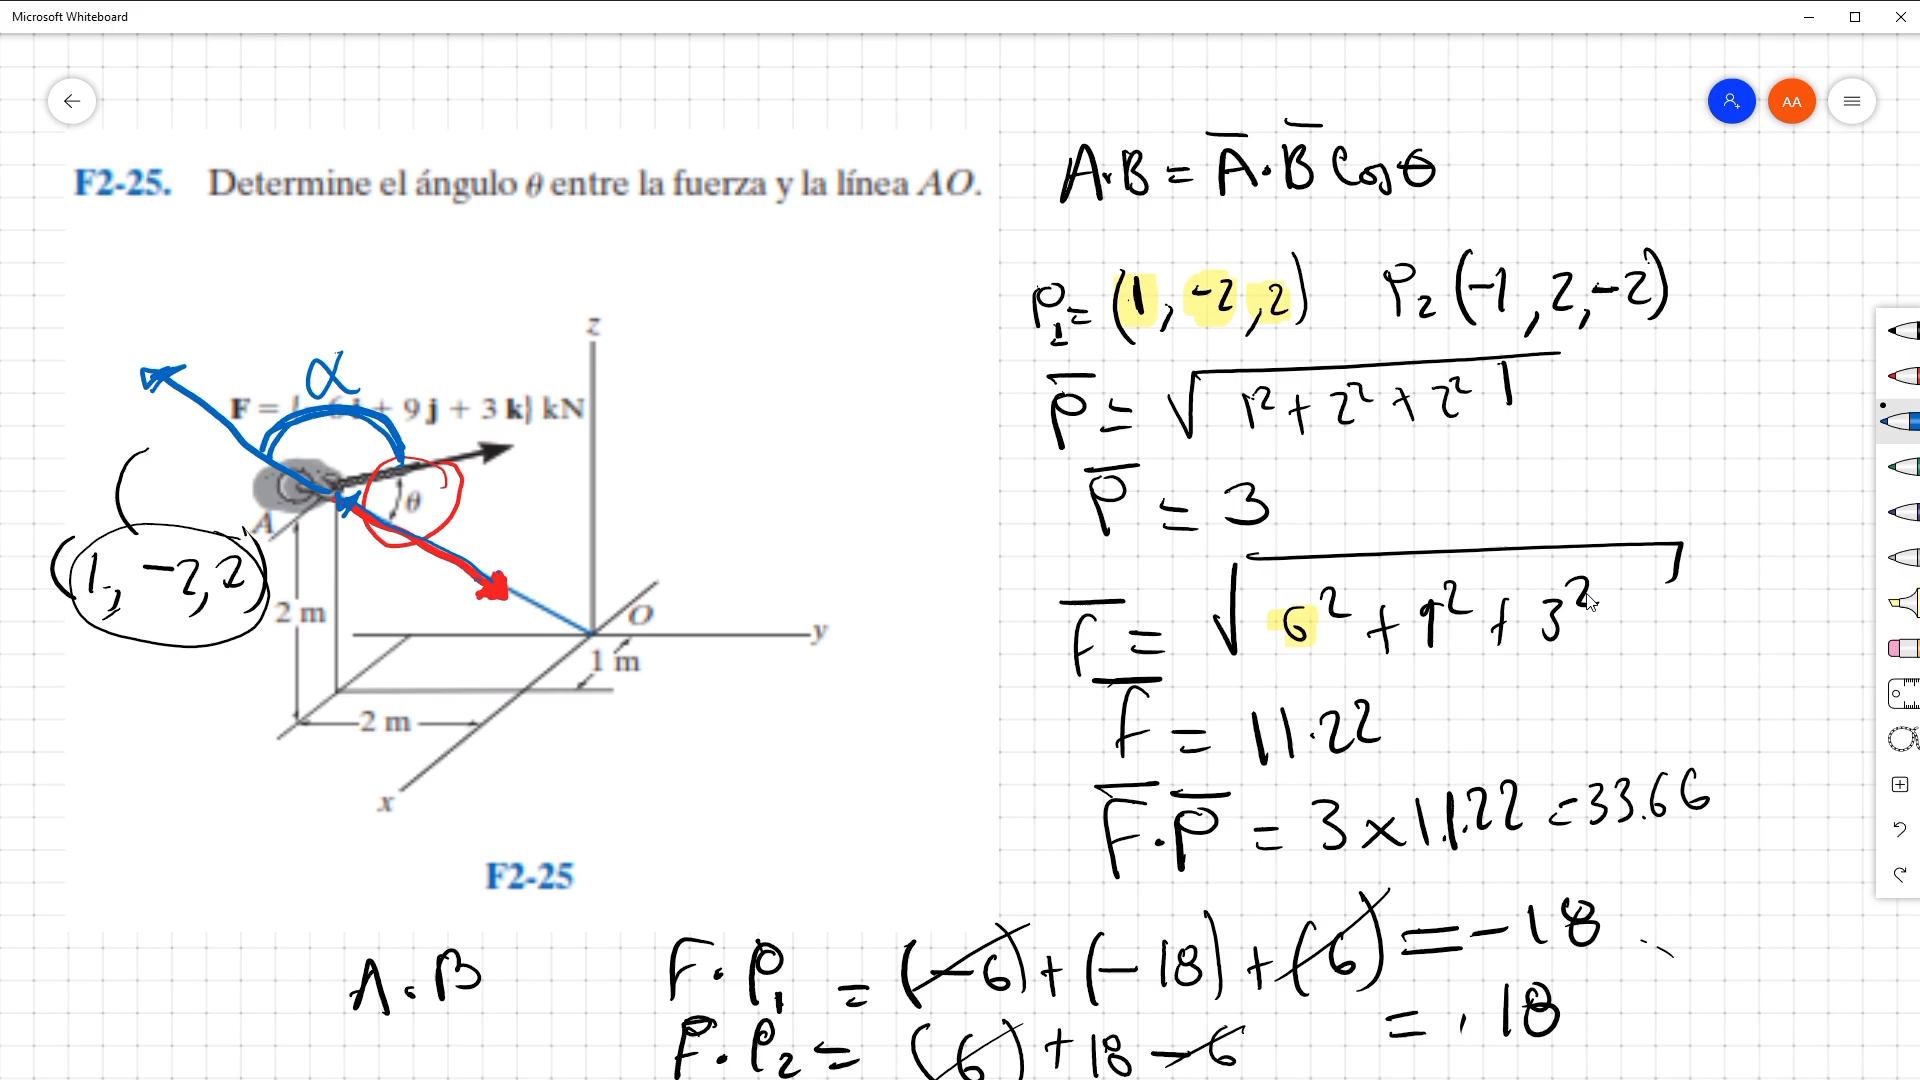 Microsoft Whiteboard
AA
F2-25. Determine el ángulo θ entre la fuerza y la línea AO.
z
α
F = { + 9 j + 3 k} kN
θ
A
(1, -2, 2)
2 m
O
y
1 m
2 m
x
F2-25
A·B = A̅·B̅ Cosθ
P₁ = (1, -2, 2) P₂ (-1, 2, -2)
P̅ = √1² + 2² + 2²
P̅ = 3
F̅ = √6² + 9² + 3²
F̅ = 11.22
F̅·P̅ = 3 × 11.22 = 33.66
A·B
F·P₁ = (-6) + (-18) + (6) = -18
F·P₂ = (6) + 18 - 6 = 18